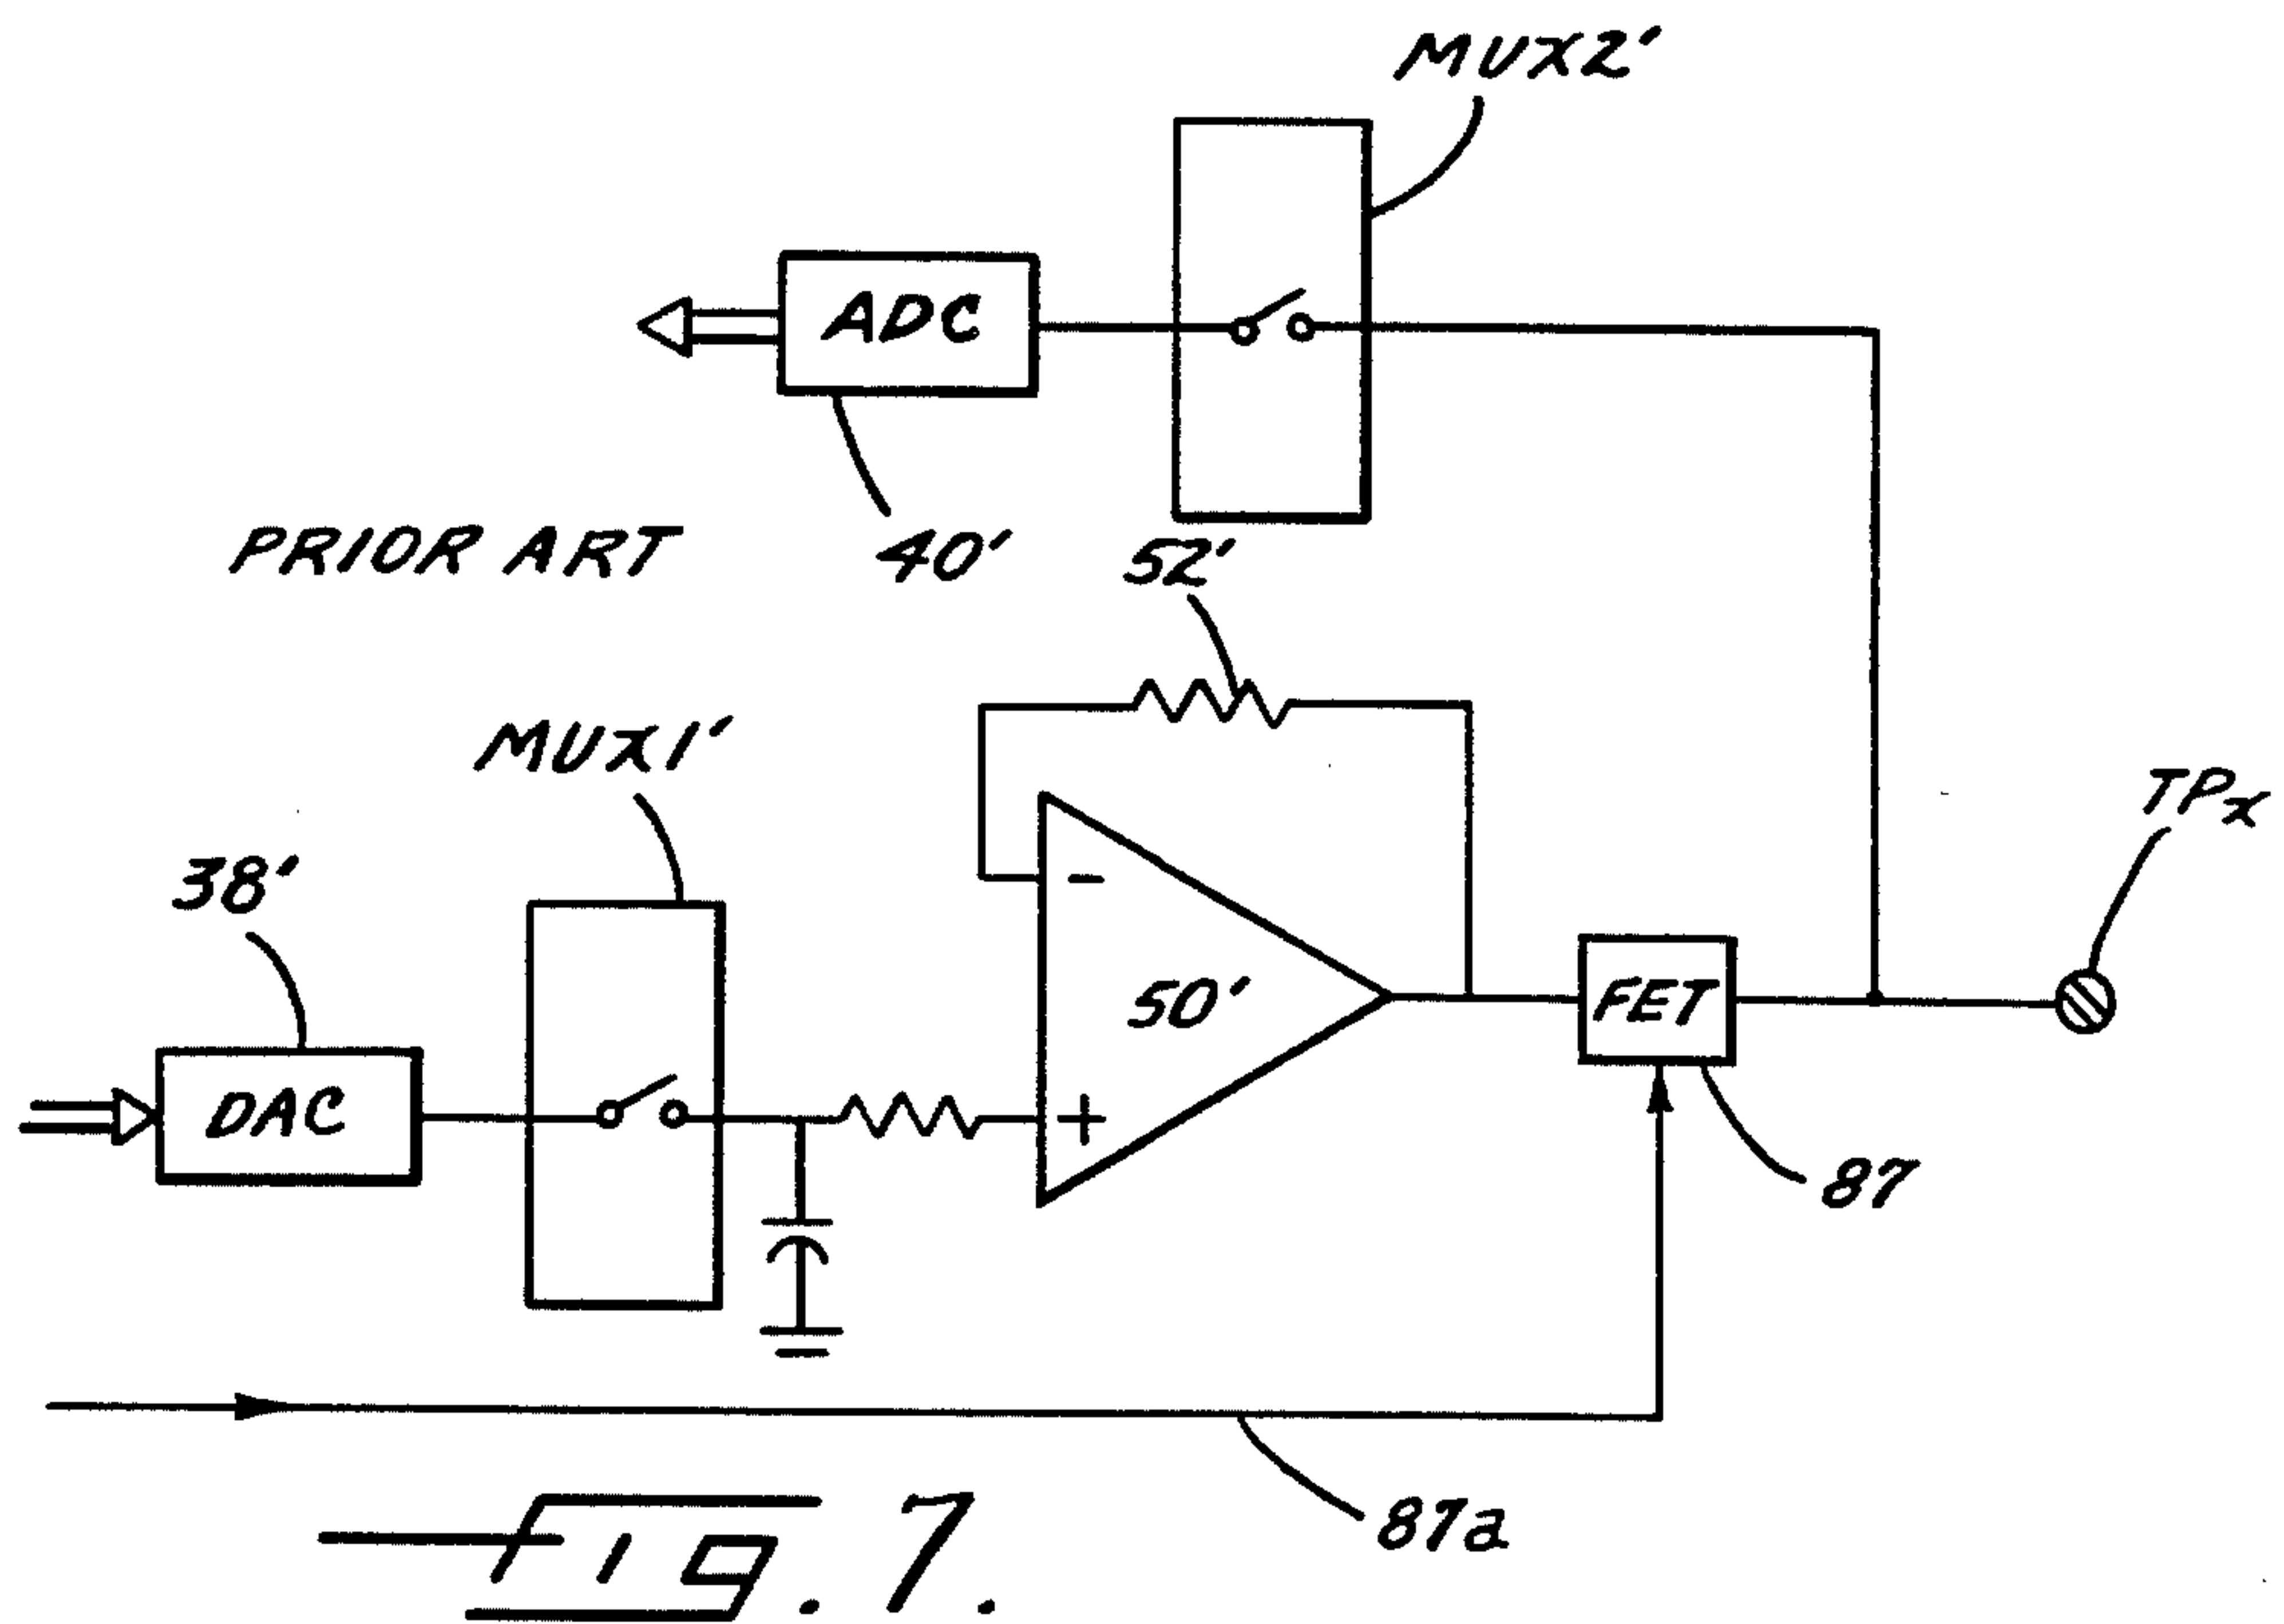 MUX2'
ADC
PRIOR ART
40'
52'
MUX1'
TPx
38'
-
50'
FET
DAC
+
87
87a
Fig. 7.